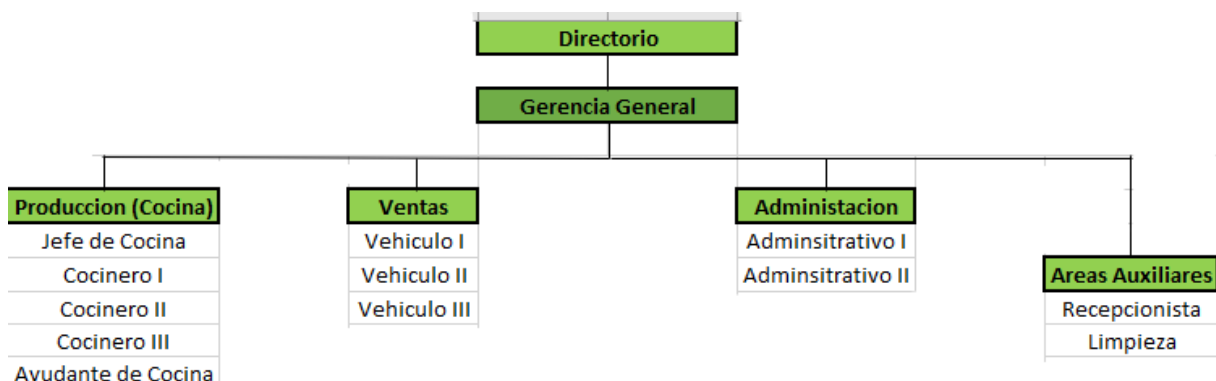 Directorio
Gerencia General
Produccion (Cocina)
Jefe de Cocina
Cocinero I
Cocinero II
Cocinero III
Ayudante de Cocina
Ventas
Vehiculo I
Vehiculo II
Vehiculo III
Administacion
Adminsitrativo I
Adminsitrativo II
Areas Auxiliares
Recepcionista
Limpieza